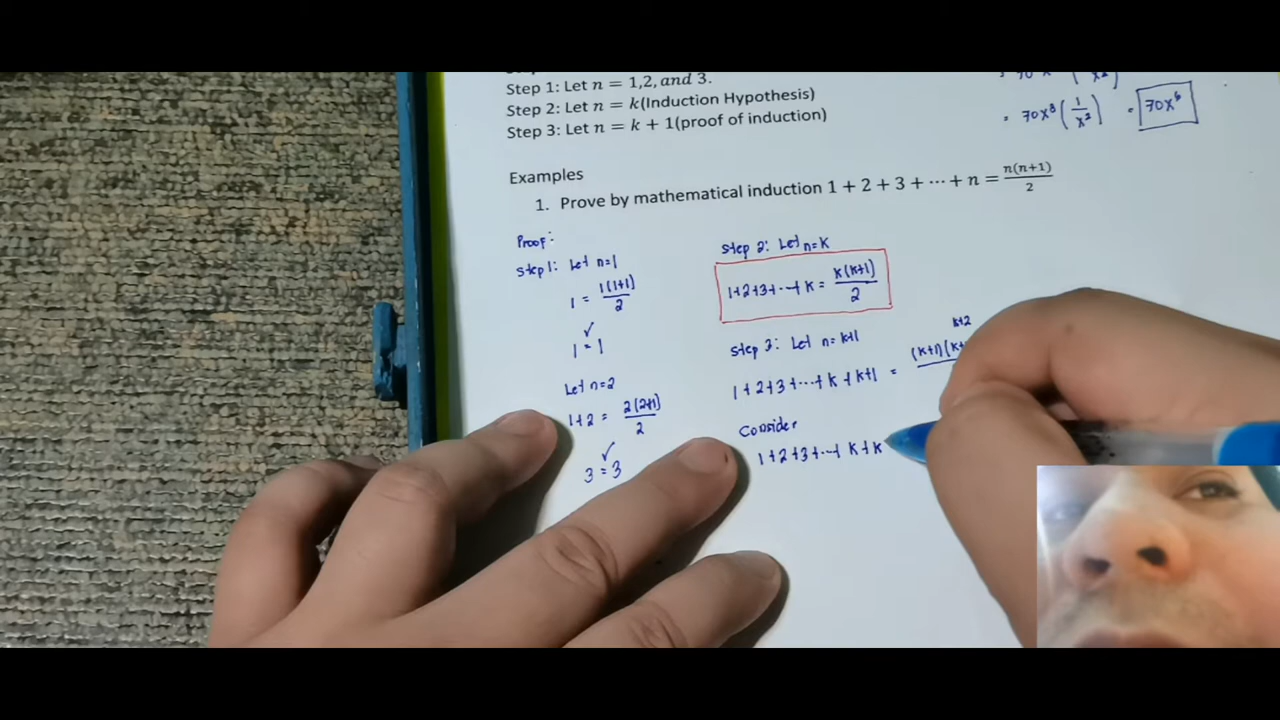 Step 1: Let n = 1,2, and 3.
Step 2: Let n = k(Induction Hypothesis)
Step 3: Let n = k + 1(proof of induction)
= 70x⁸ (1/x²) = 70x⁶
Examples
1. Prove by mathematical induction 1 + 2 + 3 + ⋯ + n = n(n+1)/2
Proof:
Step 1: Let n=1
1 = 1(1+1)/2
✓
1 = 1
Let n=2
1+2 = 2(2+1)/2
✓
3 = 3
Step 2: Let n=k
1+2+3+...+k = k(k+1)/2
Step 3: Let n=k+1
k+2
1+2+3+...+k+k+1 = (k+1)(k+
Consider
1+2+3+...+k+k